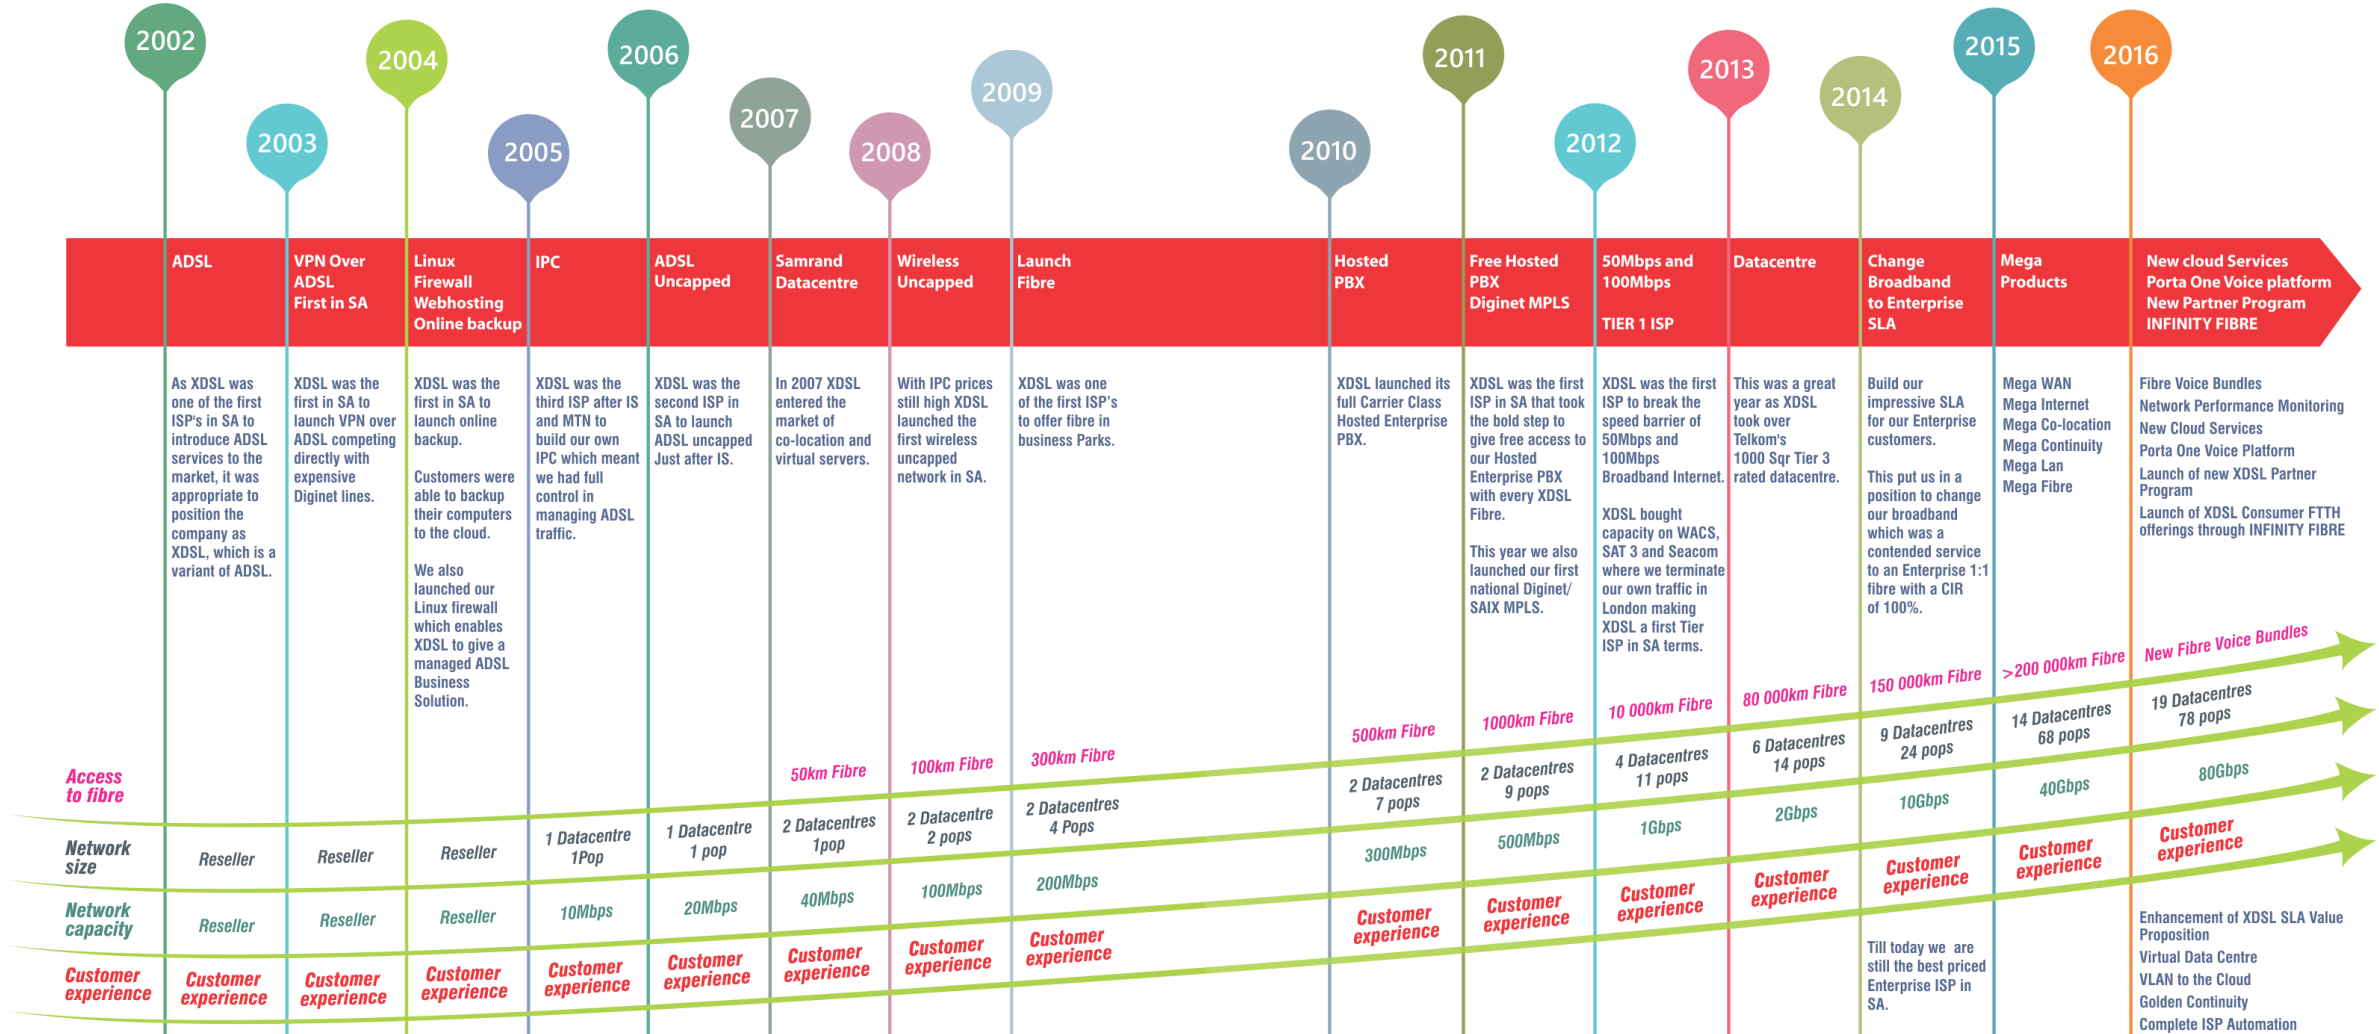 2002
2003
2004
2005
2006
2007
2008
2009
2010
2011
2012
2013
2014
2015
2016
ADSL
VPN Over
ADSL
First in SA
Linux
Firewall
Webhosting
Online backup
IPC
ADSL
Uncapped
Samrand
Datacentre
Wireless
Uncapped
Launch
Fibre
Hosted
PBX
Free Hosted
PBX
Diginet MPLS
50Mbps and
100Mbps
TIER 1 ISP
Datacentre
Change
Broadband
to Enterprise
SLA
Mega
Products
New cloud Services
Porta One Voice platform
New Partner Program
INFINITY FIBRE
As XDSL was
one of the first
ISP's in SA to
introduce ADSL
services to the
market, it was
appropriate to
position the
company as
XDSL, which is a
variant of ADSL.
XDSL was the
first in SA to
launch VPN over
ADSL competing
directly with
expensive
Diginet lines.
XDSL was the
first in SA to
launch online
backup.
Customers were
able to backup
their computers
to the cloud.
We also
launched our
Linux firewall
which enables
XDSL to give a
managed ADSL
Business
Solution.
XDSL was the
third ISP after IS
and MTN to
build our own
IPC which meant
we had full
control in
managing ADSL
traffic.
XDSL was the
second ISP in
SA to launch
ADSL uncapped
Just after IS.
In 2007 XDSL
entered the
market of
co-location and
virtual servers.
With IPC prices
still high XDSL
launched the
first wireless
uncapped
network in SA.
XDSL was one
of the first ISP's
to offer fibre in
business Parks.
XDSL launched its
full Carrier Class
Hosted Enterprise
PBX.
XDSL was the first
ISP in SA that took
the bold step to
give free access to
our Hosted
Enterprise PBX
with every XDSL
Fibre.
This year we also
launched our first
national Diginet/
SAIX MPLS.
XDSL was the first
ISP to break the
speed barrier of
50Mbps and
100Mbps
Broadband Internet.
XDSL bought
capacity on WACS,
SAT 3 and Seacom
where we terminate
our own traffic in
London making
XDSL a first Tier
ISP in SA terms.
This was a great
year as XDSL
took over
Telkom's
1000 Sqr Tier 3
rated datacentre.
Build our
impressive SLA
for our Enterprise
customers.
This put us in a
position to change
our broadband
which was a
contended service
to an Enterprise 1:1
fibre with a CIR
of 100%.
Mega WAN
Mega Internet
Mega Co-location
Mega Continuity
Mega Lan
Mega Fibre
Fibre Voice Bundles
Network Performance Monitoring
New Cloud Services
Porta One Voice Platform
Launch of new XDSL Partner
Program
Launch of XDSL Consumer FTTH
offerings through INFINITY FIBRE
Access
to fibre
50km Fibre
100km Fibre
300km Fibre
500km Fibre
1000km Fibre
10 000km Fibre
80 000km Fibre
150 000km Fibre
>200 000km Fibre
New Fibre Voice Bundles
Network
size
Reseller
Reseller
Reseller
1 Datacentre
1Pop
1 Datacentre
1 pop
2 Datacentres
1pop
2 Datacentre
2 pops
2 Datacentres
4 Pops
2 Datacentres
7 pops
2 Datacentres
9 pops
4 Datacentres
11 pops
6 Datacentres
14 pops
9 Datacentres
24 pops
14 Datacentres
68 pops
19 Datacentres
78 pops
Network
capacity
Reseller
Reseller
Reseller
10Mbps
20Mbps
40Mbps
100Mbps
200Mbps
300Mbps
500Mbps
1Gbps
2Gbps
10Gbps
40Gbps
80Gbps
Customer
experience
Customer
experience
Customer
experience
Customer
experience
Customer
experience
Customer
experience
Customer
experience
Customer
experience
Customer
experience
Customer
experience
Customer
experience
Customer
experience
Customer
experience
Customer
experience
Customer
experience
Customer
experience
Till today we are
still the best priced
Enterprise ISP in
SA.
Enhancement of XDSL SLA Value
Proposition
Virtual Data Centre
VLAN to the Cloud
Golden Continuity
Complete ISP Automation